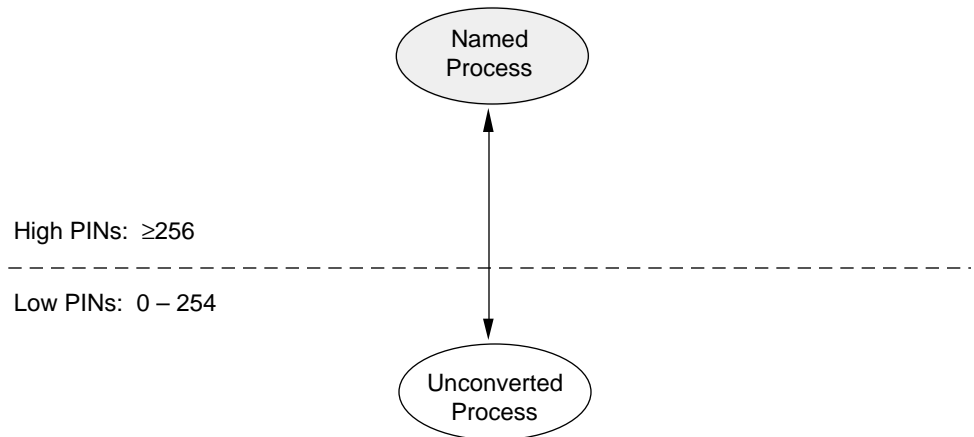 Named
Process
High PINs: ≥256
Low PINs: 0 – 254
Unconverted
Process